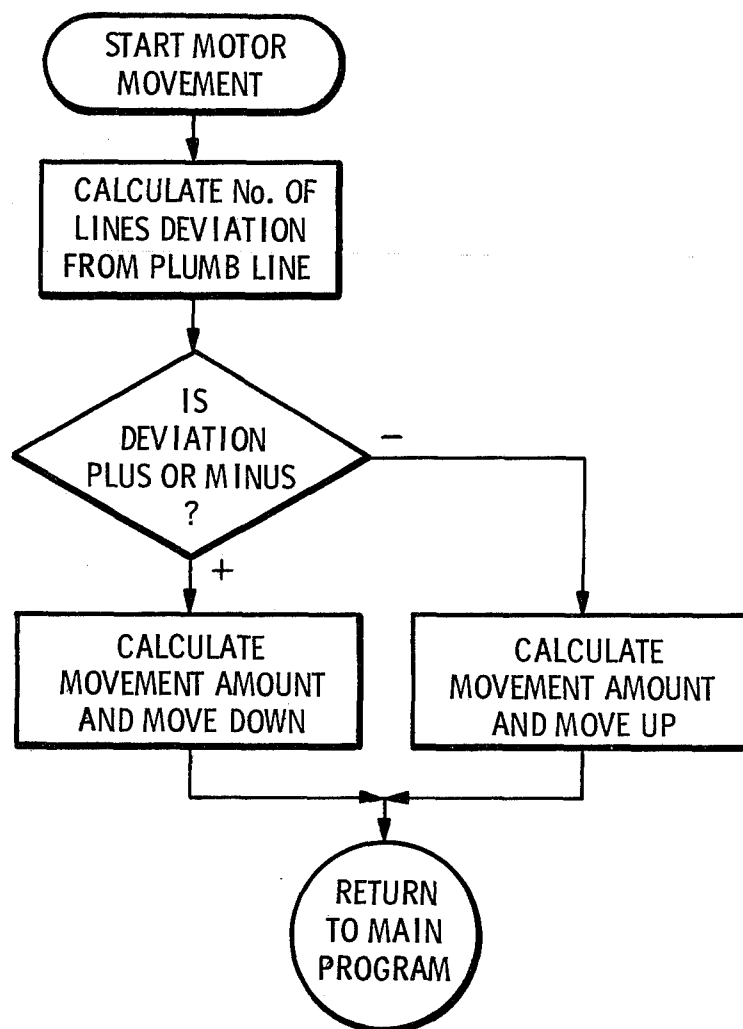 START MOTOR
MOVEMENT
CALCULATE No. OF
LINES DEVIATION
FROM PLUMB LINE
IS
DEVIATION
PLUS OR MINUS
?
−
+
CALCULATE
MOVEMENT AMOUNT
AND MOVE DOWN
CALCULATE
MOVEMENT AMOUNT
AND MOVE UP
RETURN
TO MAIN
PROGRAM